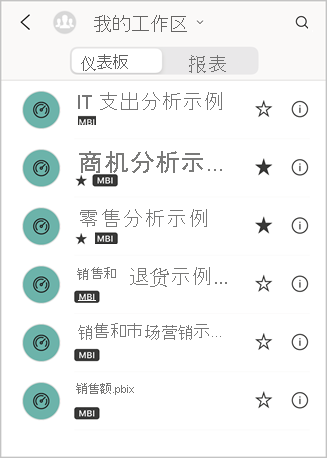 我的工作区
仪表板 报表
IT 支出分析示例
MBI
商机分析示...
MBI
零售分析示例
MBI
销售和 退货示例...
MBI
销售和市场营销示...
MBI
销售额.pbix
MBI